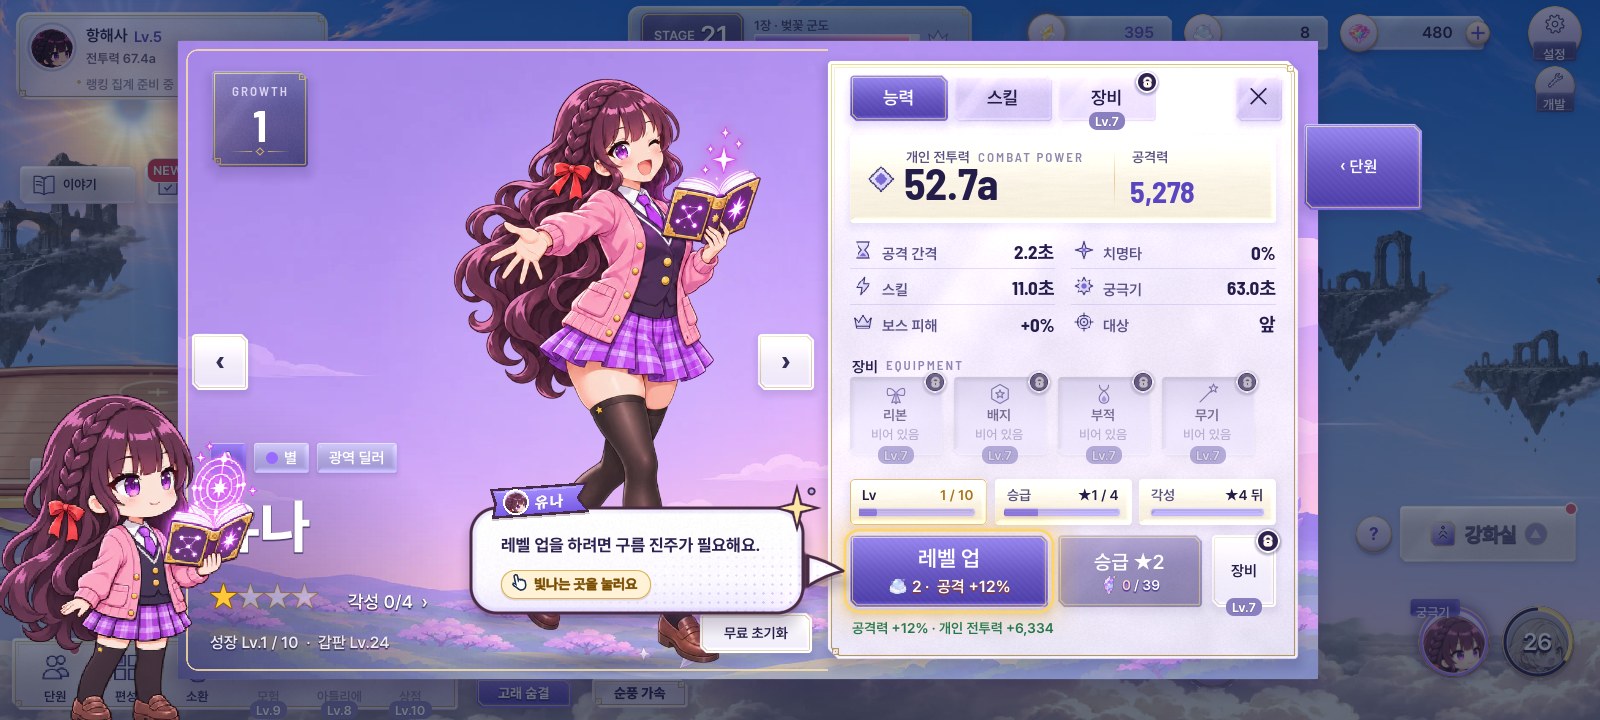 항해사 Lv.5
전투력 67.4a
랭킹 집계 준비 중
STAGE 21
1장 · 벚꽃 군도
395
8
480
설정
개발
이야기
NEW
GROWTH
1
능력
스킬
장비
Lv.7
‹ 단원
개인 전투력 COMBAT POWER
52.7a
공격력
5,278
공격 간격 2.2초
치명타 0%
스킬 11.0초
궁극기 63.0초
보스 피해 +0%
대상 앞
장비 EQUIPMENT
리본
비어 있음
Lv.7
배지
비어 있음
Lv.7
부적
비어 있음
Lv.7
무기
비어 있음
Lv.7
별
광역 딜러
나
각성 0/4 ›
성장 Lv.1 / 10 · 갑판 Lv.24
유나
레벨 업을 하려면 구름 진주가 필요해요.
빛나는 곳을 눌러요
무료 초기화
Lv 1 / 10
승급 ★1 / 4
각성 ★4 뒤
레벨 업
2 · 공격 +12%
승급 ★2
0 / 39
장비
Lv.7
공격력 +12% · 개인 전투력 +6,334
?
강화실
궁극기
26
단원
편성
소환
모험
Lv.9
아틀리에
Lv.8
상점
Lv.10
고래 숨결
순풍 가속